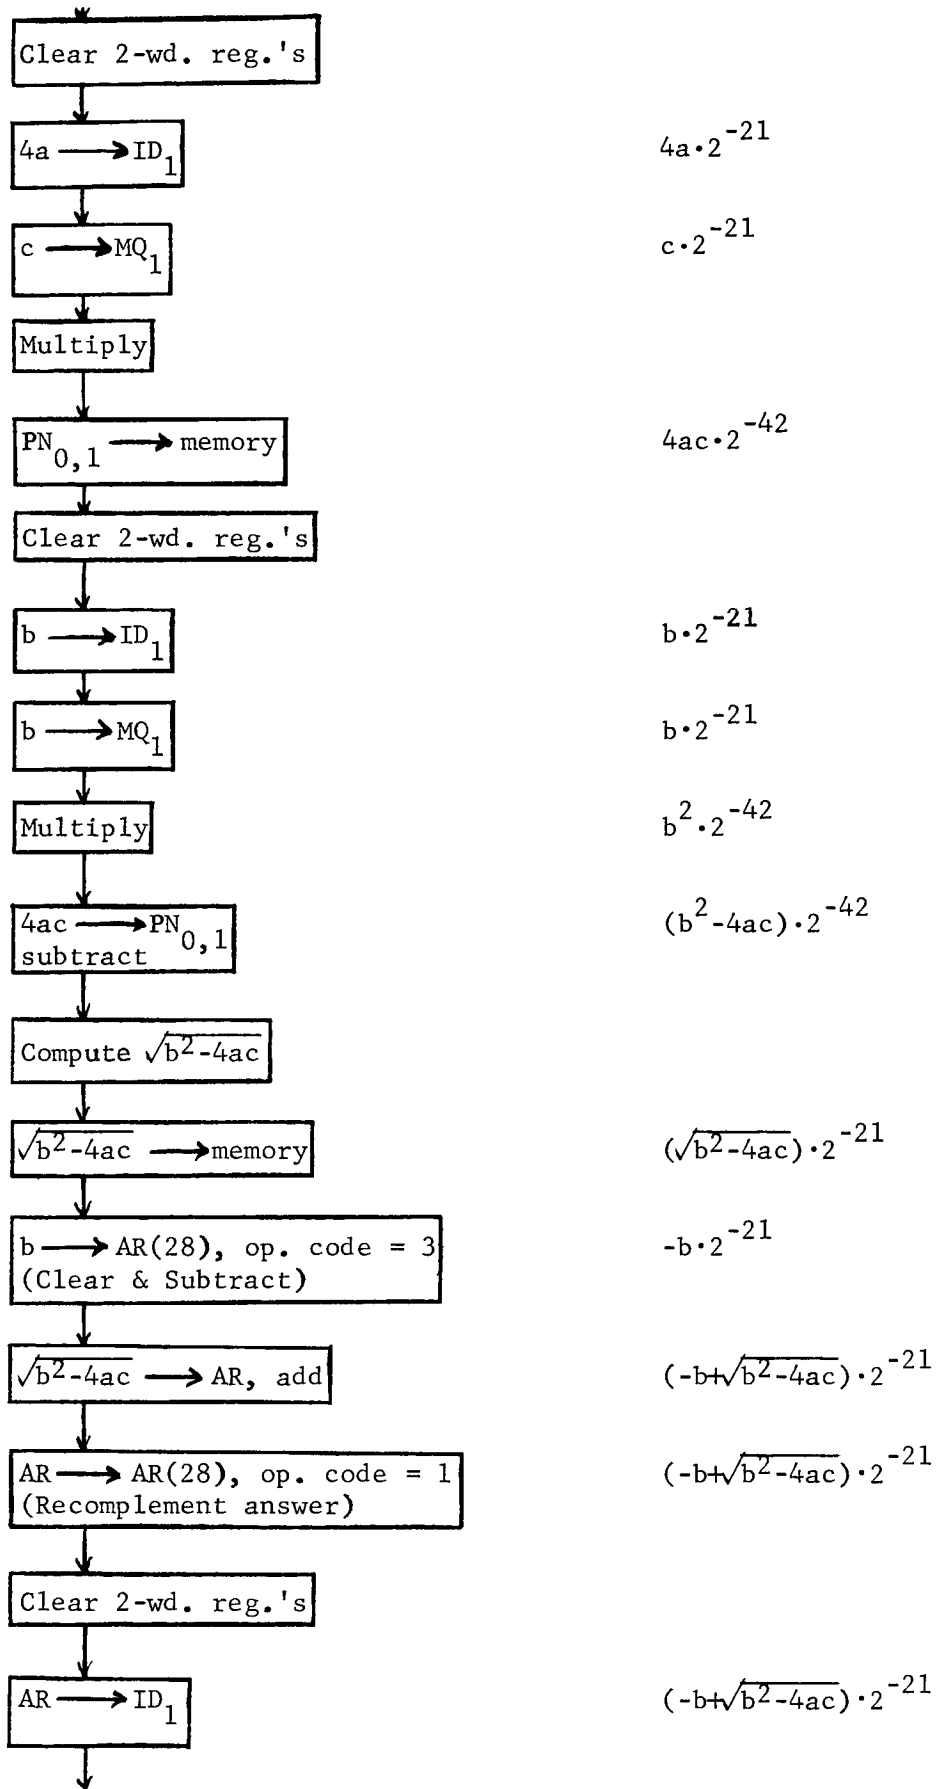 Clear 2-wd. reg.'s
4a ⟶ ID₁ 4a·2⁻²¹
c ⟶ MQ₁ c·2⁻²¹
Multiply
PN₀,₁ ⟶ memory 4ac·2⁻⁴²
Clear 2-wd. reg.'s
b ⟶ ID₁ b·2⁻²¹
b ⟶ MQ₁ b·2⁻²¹
Multiply b²·2⁻⁴²
4ac ⟶ PN₀,₁ (b²-4ac)·2⁻⁴²
subtract
Compute √b²-4ac
√b²-4ac ⟶ memory (√b²-4ac)·2⁻²¹
b ⟶ AR(28), op. code = 3 -b·2⁻²¹
(Clear & Subtract)
√b²-4ac ⟶ AR, add (-b+√b²-4ac)·2⁻²¹
AR ⟶ AR(28), op. code = 1 (-b+√b²-4ac)·2⁻²¹
(Recomplement answer)
Clear 2-wd. reg.'s
AR ⟶ ID₁ (-b+√b²-4ac)·2⁻²¹